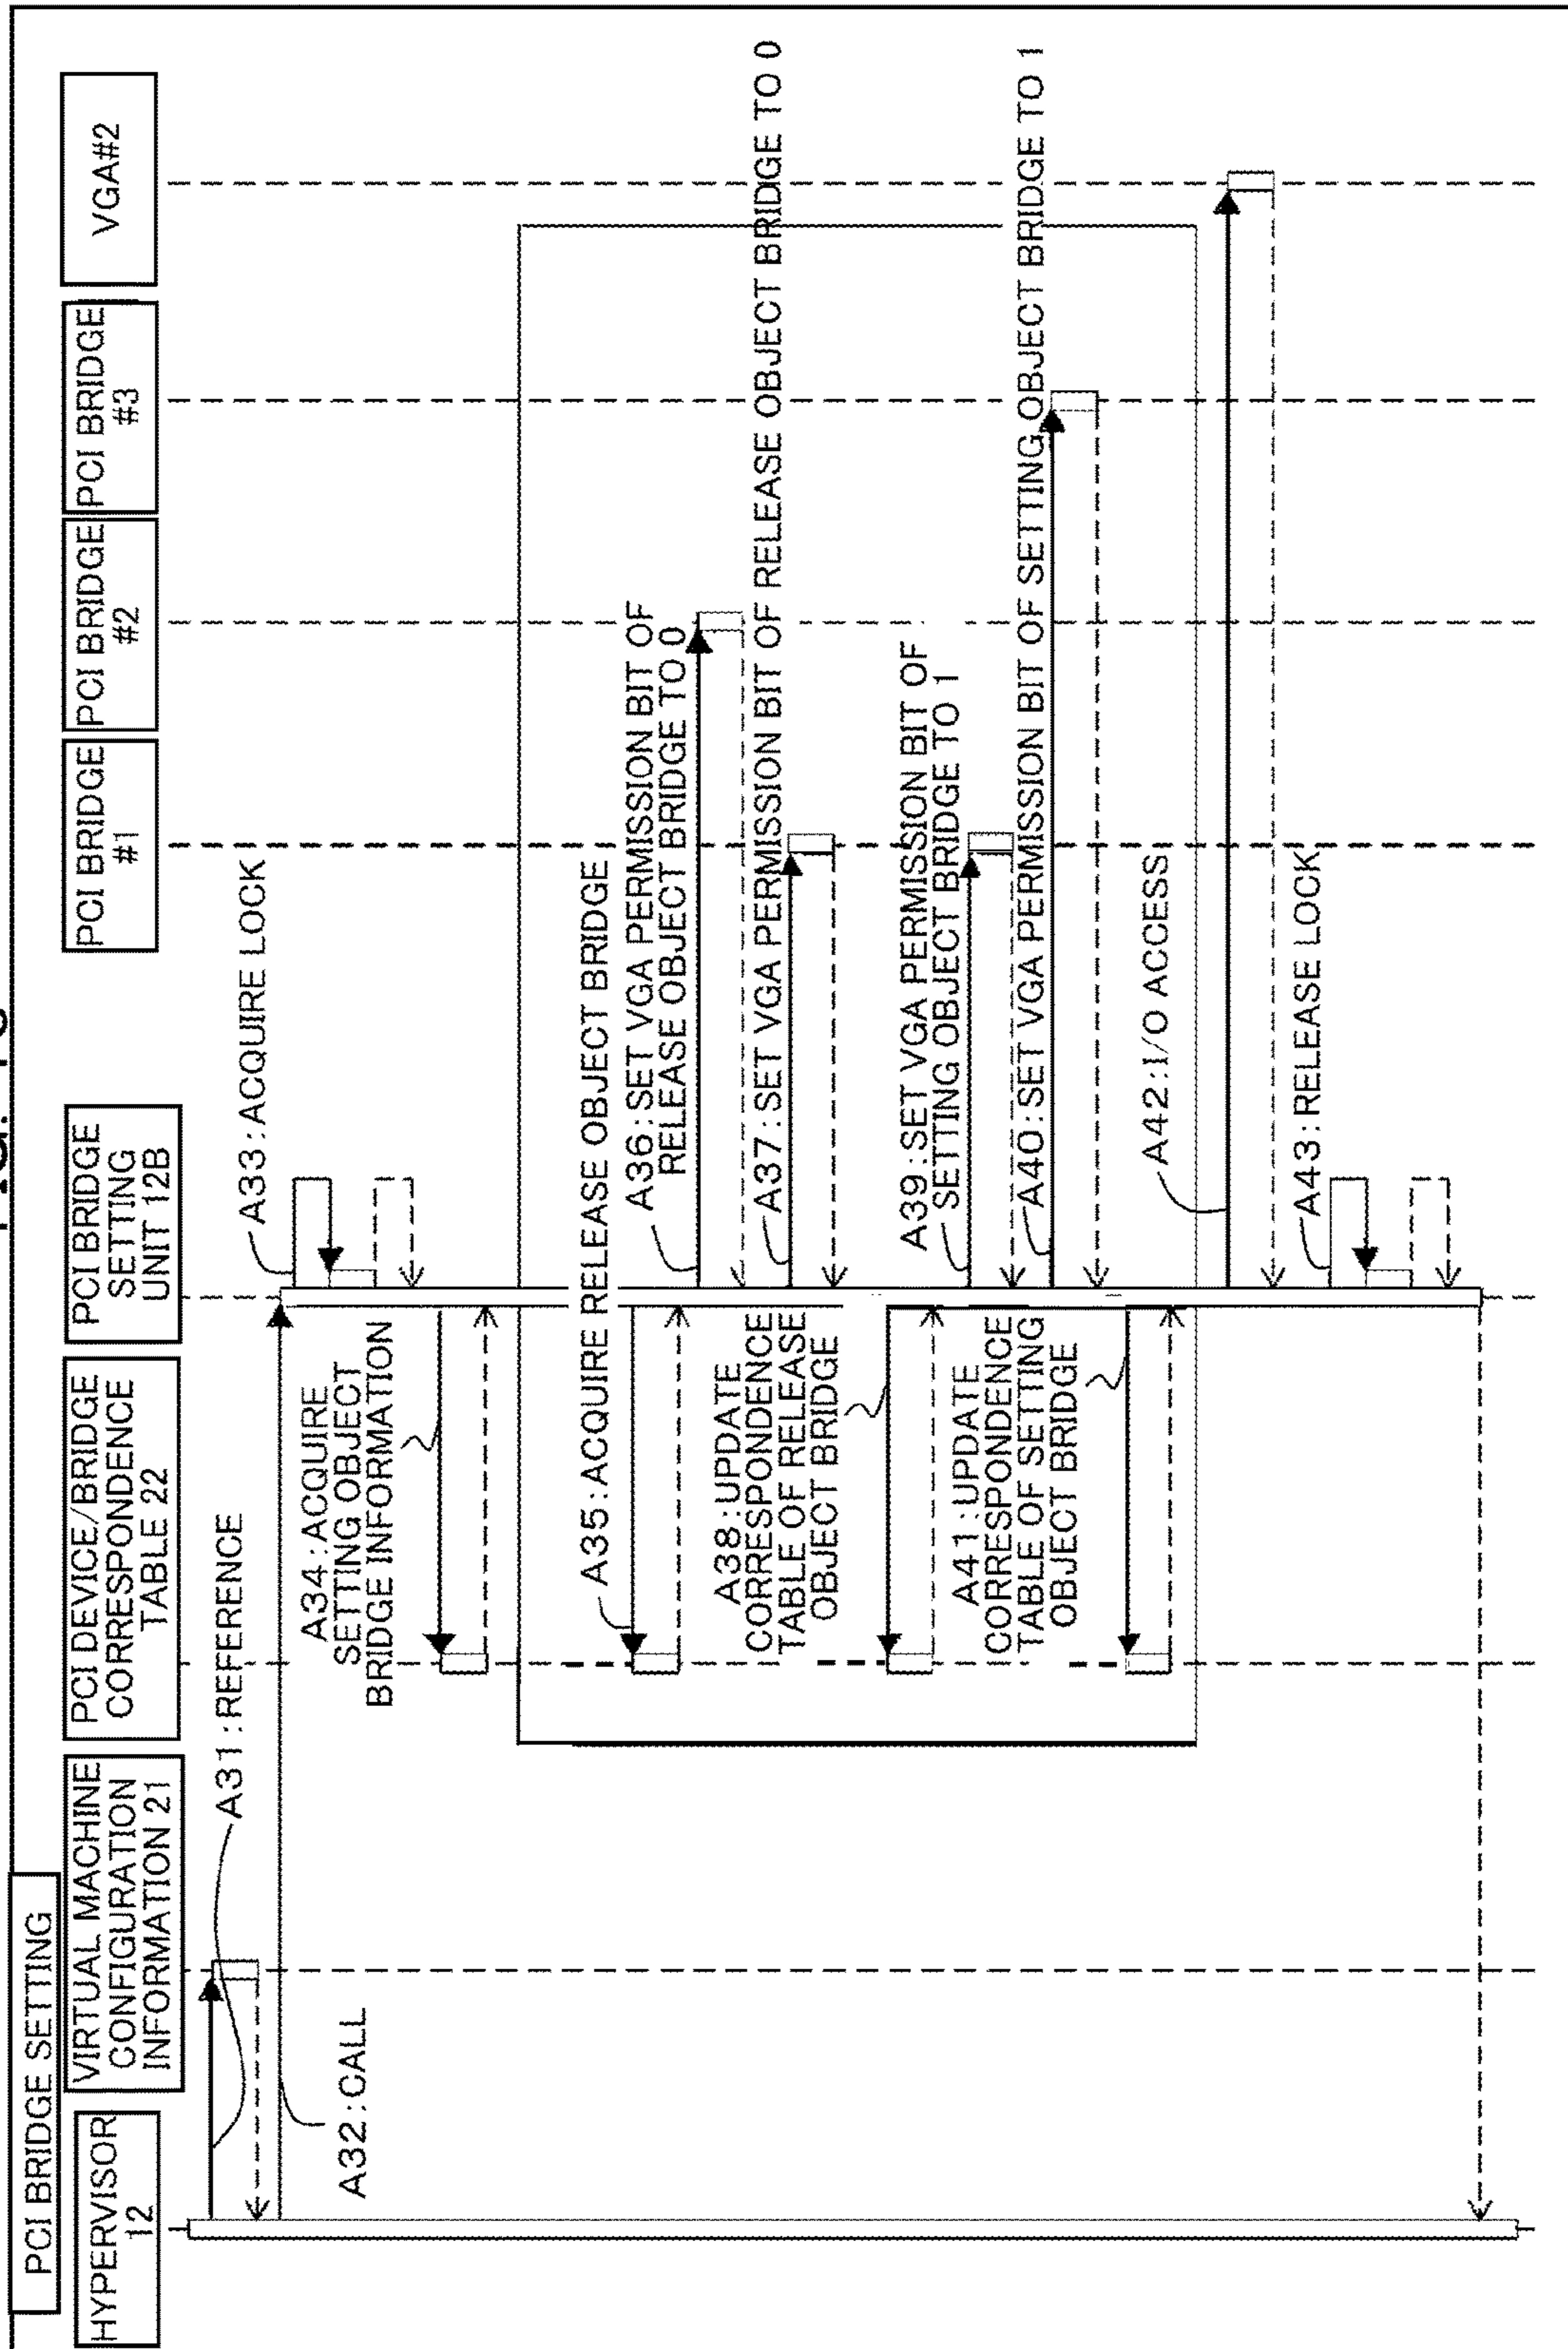 PCI BRIDGE SETTING
HYPERVISOR
12
VIRTUAL MACHINE
CONFIGURATION
INFORMATION 21
PCI DEVICE/BRIDGE
CORRESPONDENCE
TABLE 22
PCI BRIDGE
SETTING
UNIT 12B
PCI BRIDGE
#1
PCI BRIDGE
#2
PCI BRIDGE
#3
VGA#2
A31:REFERENCE
A32:CALL
A33:ACQUIRE LOCK
A34:ACQUIRE
SETTING OBJECT
BRIDGE INFORMATION
A35:ACQUIRE RELEASE OBJECT BRIDGE
A36:SET VGA PERMISSION BIT OF
RELEASE OBJECT BRIDGE TO 0
A37:SET VGA PERMISSION BIT OF RELEASE OBJECT BRIDGE TO 0
A38:UPDATE
CORRESPONDENCE
TABLE OF RELEASE
OBJECT BRIDGE
A39:SET VGA PERMISSION BIT OF
SETTING OBJECT BRIDGE TO 1
A40:SET VGA PERMISSION BIT OF SETTING OBJECT BRIDGE TO 1
A41:UPDATE
CORRESPONDENCE
TABLE OF SETTING
OBJECT BRIDGE
A42:I/O ACCESS
A43:RELEASE LOCK